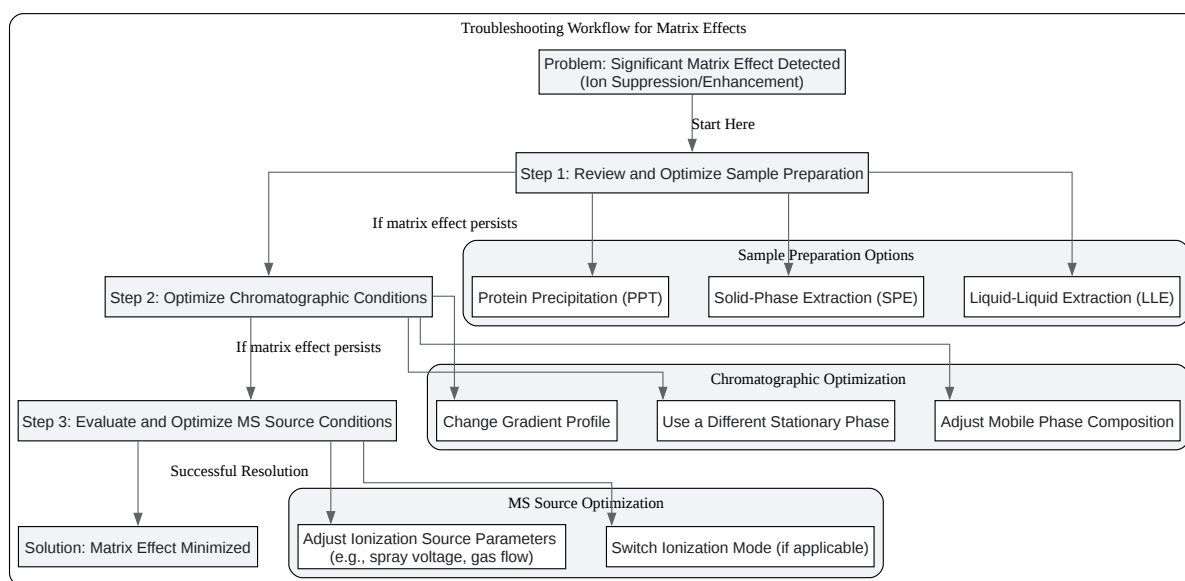 Troubleshooting Workflow for Matrix Effects
Problem: Significant Matrix Effect Detected
(Ion Suppression/Enhancement)
Start Here
Step 1: Review and Optimize Sample Preparation
If matrix effect persists
Sample Preparation Options
Protein Precipitation (PPT)
Solid-Phase Extraction (SPE)
Liquid-Liquid Extraction (LLE)
Step 2: Optimize Chromatographic Conditions
If matrix effect persists
Chromatographic Optimization
Change Gradient Profile
Use a Different Stationary Phase
Adjust Mobile Phase Composition
Step 3: Evaluate and Optimize MS Source Conditions
Successful Resolution
MS Source Optimization
Solution: Matrix Effect Minimized
Adjust Ionization Source Parameters
(e.g., spray voltage, gas flow)
Switch Ionization Mode (if applicable)